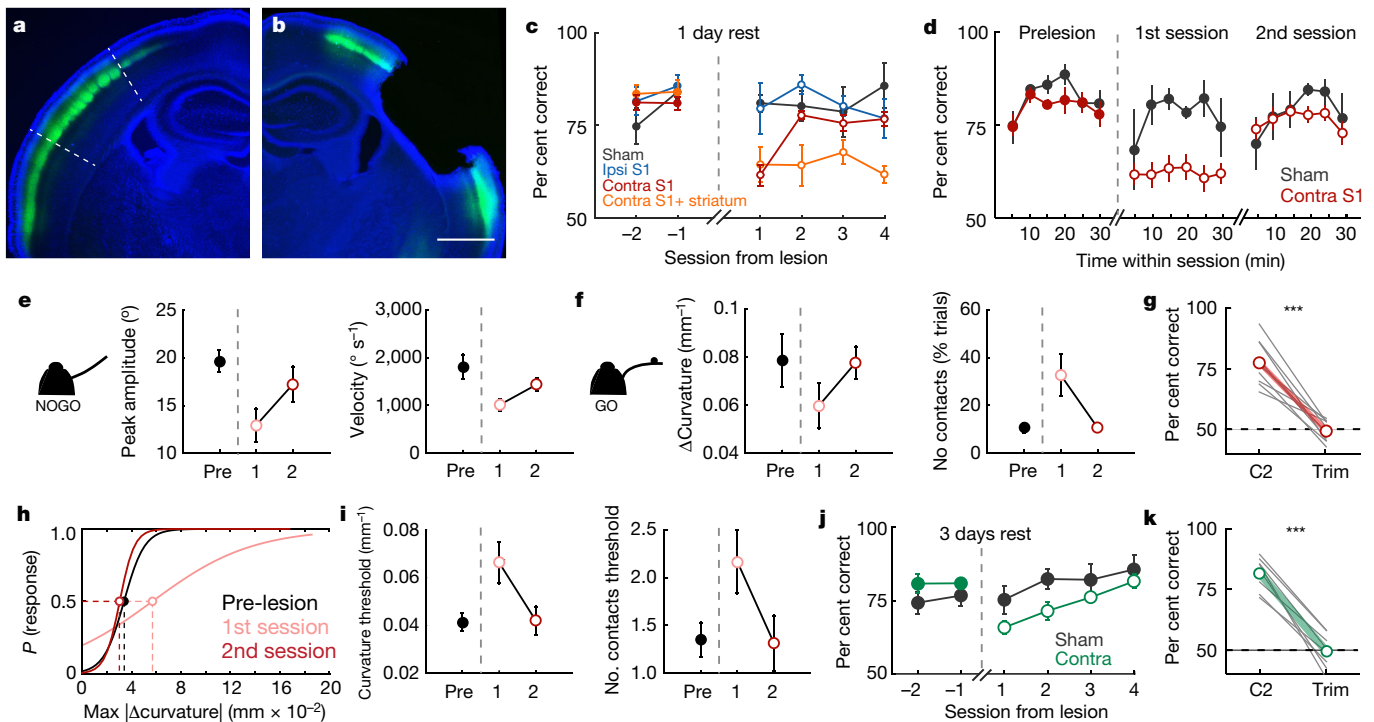 a
b
c
100
75
50
Per cent correct
1 day rest
Sham
Ipsi S1
Contra S1
Contra S1+ striatum
−2
−1
1
2
3
4
Session from lesion
d
100
75
50
Per cent correct
Prelesion
1st session
2nd session
Sham
Contra S1
10
20
30
10
20
30
10
20
30
Time within session (min)
e
NOGO
25
20
15
10
Peak amplitude (º)
Pre
1
2
3,000
2,000
1,000
0
Velocity (° s−1)
Pre
1
2
f
GO
0.1
0.08
0.06
0.04
ΔCurvature (mm−1)
Pre
1
2
60
40
20
0
No contacts (% trials)
Pre
1
2
g
100
75
50
Per cent correct
***
C2
Trim
h
1.0
0.5
0
P (response)
Pre-lesion
1st session
2nd session
0
4
8
12
16
20
Max |Δcurvature| (mm × 10−2)
i
0.08
0.06
0.04
0.02
Curvature threshold (mm−1)
Pre
1
2
2.5
2.0
1.5
1.0
No. contacts threshold
Pre
1
2
j
100
75
50
Per cent correct
3 days rest
Sham
Contra
−2
−1
1
2
3
4
Session from lesion
k
100
75
50
Per cent correct
***
C2
Trim